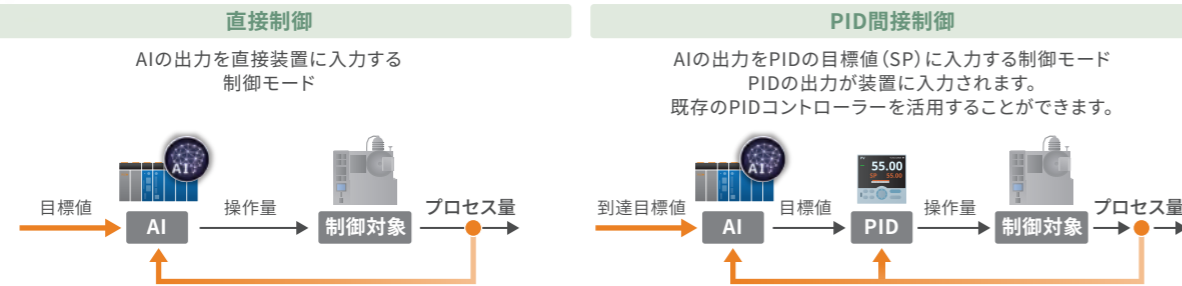 直接制御
AIの出力を直接装置に入力する
制御モード
AI
目標値
AI
操作量
制御対象
プロセス量
PID間接制御
AIの出力をPIDの目標値（SP）に入力する制御モード
PIDの出力が装置に入力されます。
既存のPIDコントローラーを活用することができます。
AI
55.00
SP 55.00
到達目標値
AI
目標値
PID
操作量
制御対象
プロセス量